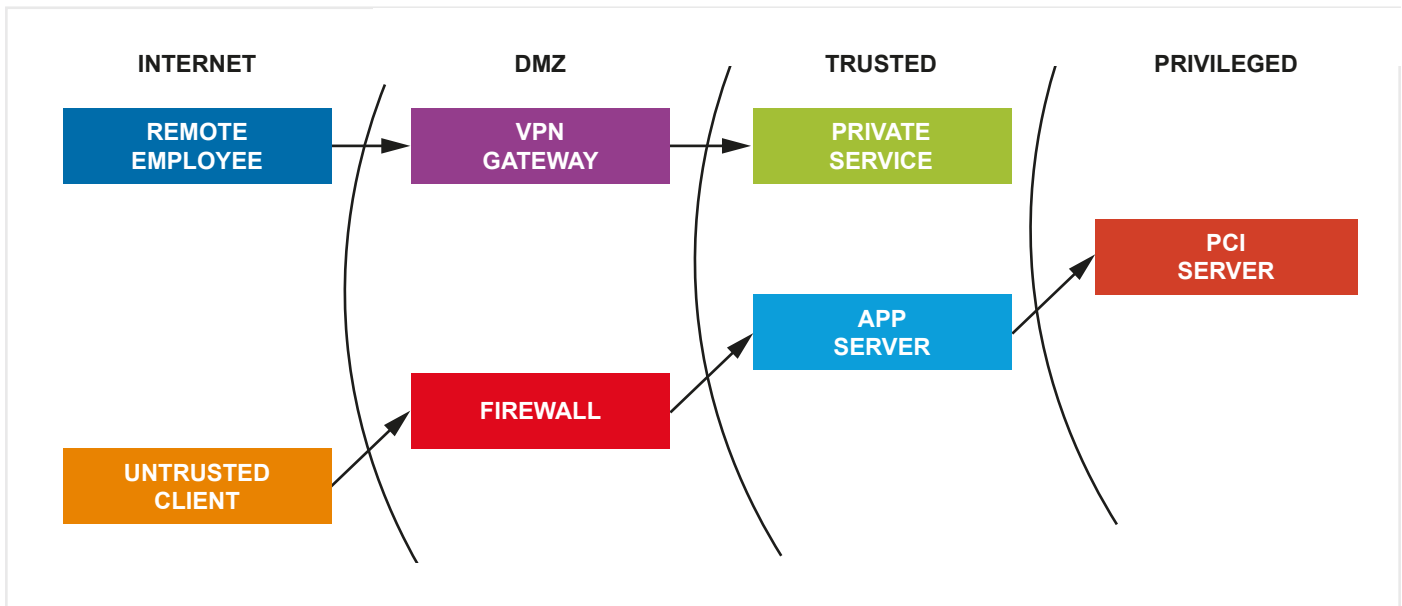 INTERNET
DMZ
TRUSTED
PRIVILEGED
REMOTE
EMPLOYEE
VPN
GATEWAY
PRIVATE
SERVICE
PCI
SERVER
APP
SERVER
FIREWALL
UNTRUSTED
CLIENT